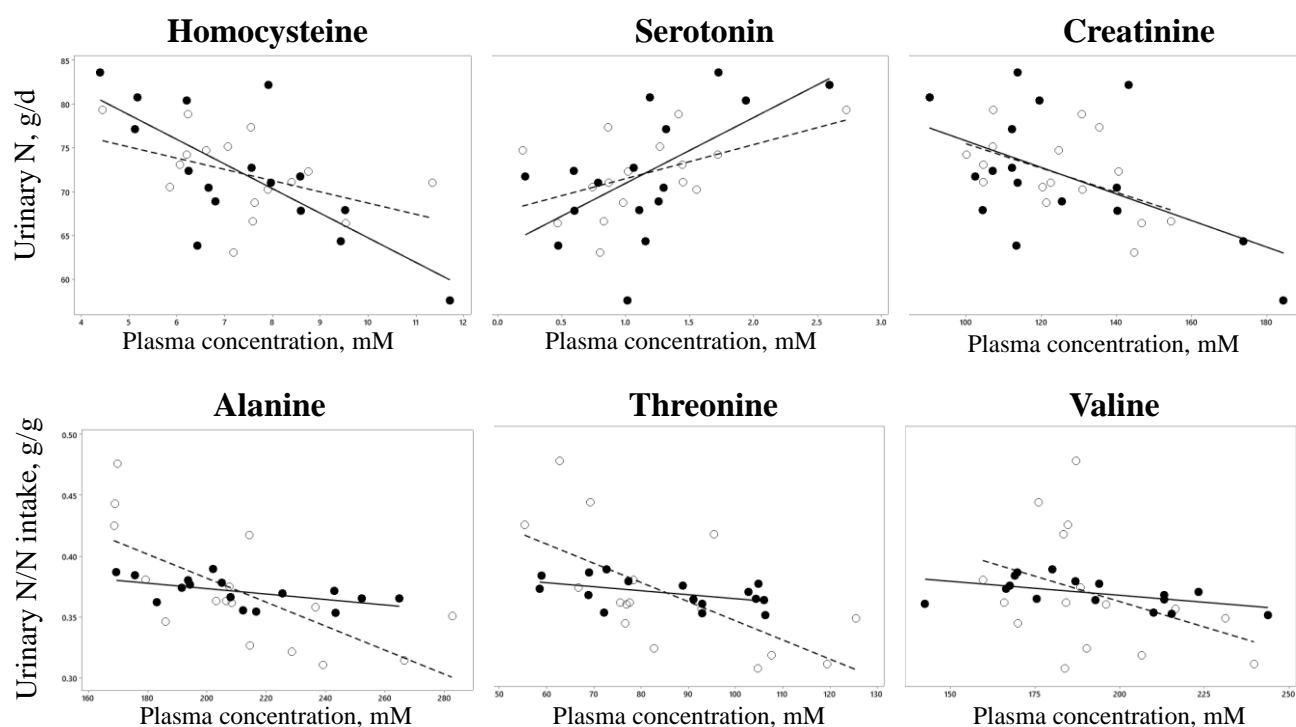 Homocysteine Serotonin Creatinine
Urinary N, g/d
85
80
75
70
65
60
4 5 6 7 8 9 10 11 12
0.0 0.5 1.0 1.5 2.0 2.5 3.0
100 120 140 160 180
Plasma concentration, mM Plasma concentration, mM Plasma concentration, mM
Alanine Threonine Valine
Urinary N/N intake, g/g
0.50
0.45
0.40
0.35
0.30
160 180 200 220 240 260 280
50 60 70 80 90 100 110 120 130
150 175 200 225 250
Plasma concentration, mM Plasma concentration, mM Plasma concentration, mM